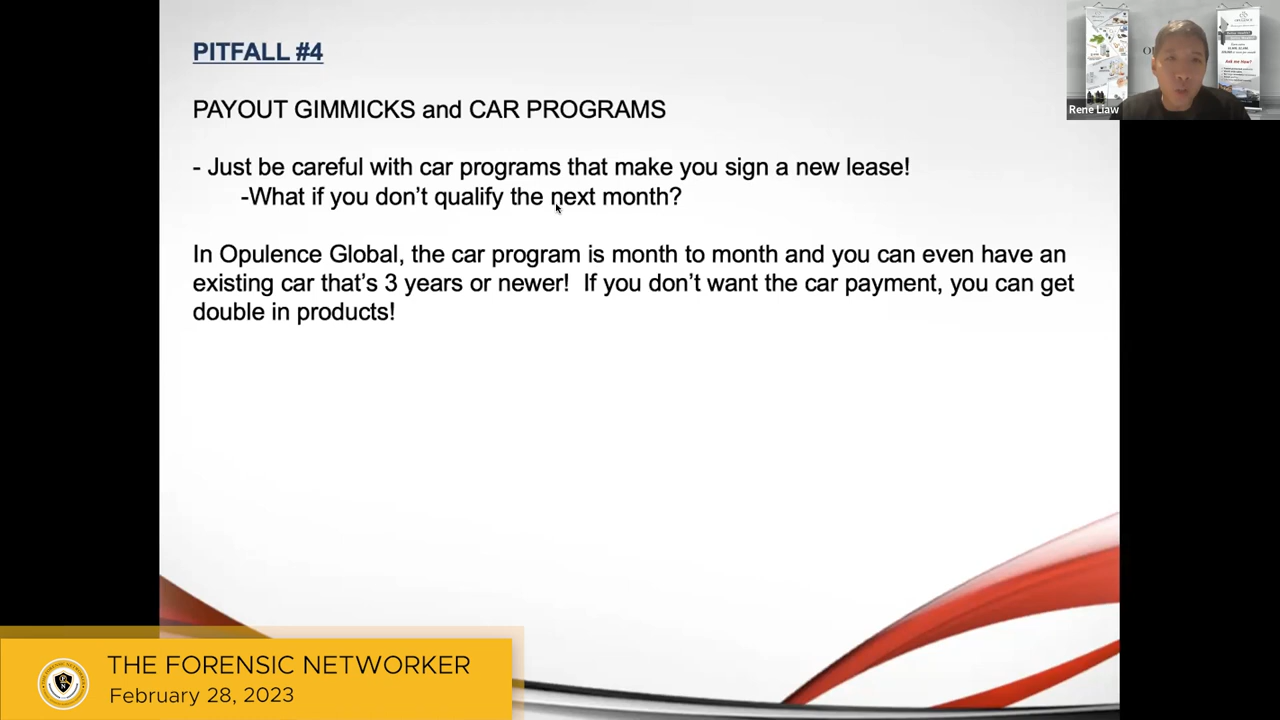 PITFALL #4
PAYOUT GIMMICKS and CAR PROGRAMS
- Just be careful with car programs that make you sign a new lease!
-What if you don't qualify the next month?
In Opulence Global, the car program is month to month and you can even have an
existing car that's 3 years or newer!  If you don't want the car payment, you can get
double in products!
Rene Liaw
Ask me How?
THE FORENSIC NETWORKER
February 28, 2023